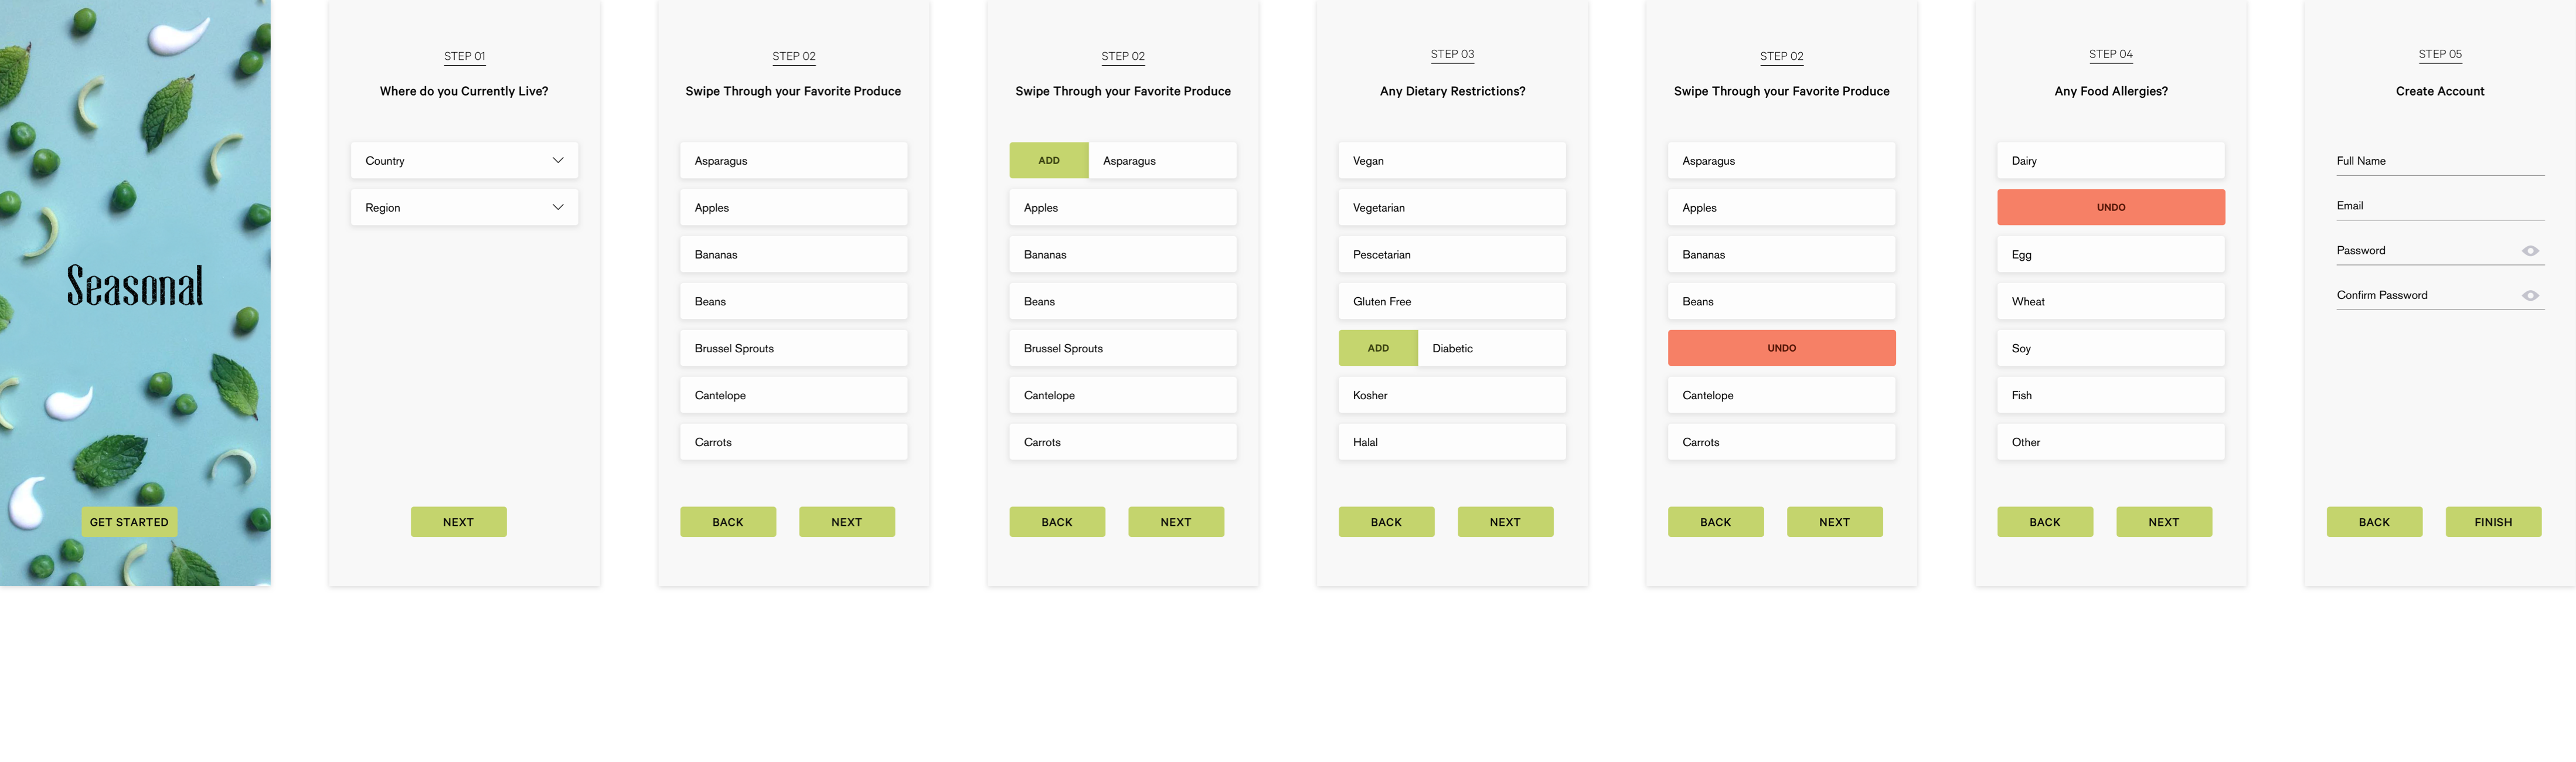 Seasonal
GET STARTED
STEP 01
Where do you Currently Live?
Country
Region
NEXT
STEP 02
Swipe Through your Favorite Produce
Asparagus
Apples
Bananas
Beans
Brussel Sprouts
Cantelope
Carrots
BACK NEXT
STEP 02
Swipe Through your Favorite Produce
ADD Asparagus
Apples
Bananas
Beans
Brussel Sprouts
Cantelope
Carrots
BACK NEXT
STEP 03
Any Dietary Restrictions?
Vegan
Vegetarian
Pescetarian
Gluten Free
ADD Diabetic
Kosher
Halal
BACK NEXT
STEP 02
Swipe Through your Favorite Produce
Asparagus
Apples
Bananas
Beans
UNDO
Cantelope
Carrots
BACK NEXT
STEP 04
Any Food Allergies?
Dairy
UNDO
Egg
Wheat
Soy
Fish
Other
BACK NEXT
STEP 05
Create Account
Full Name
Email
Password
Confirm Password
BACK FINISH